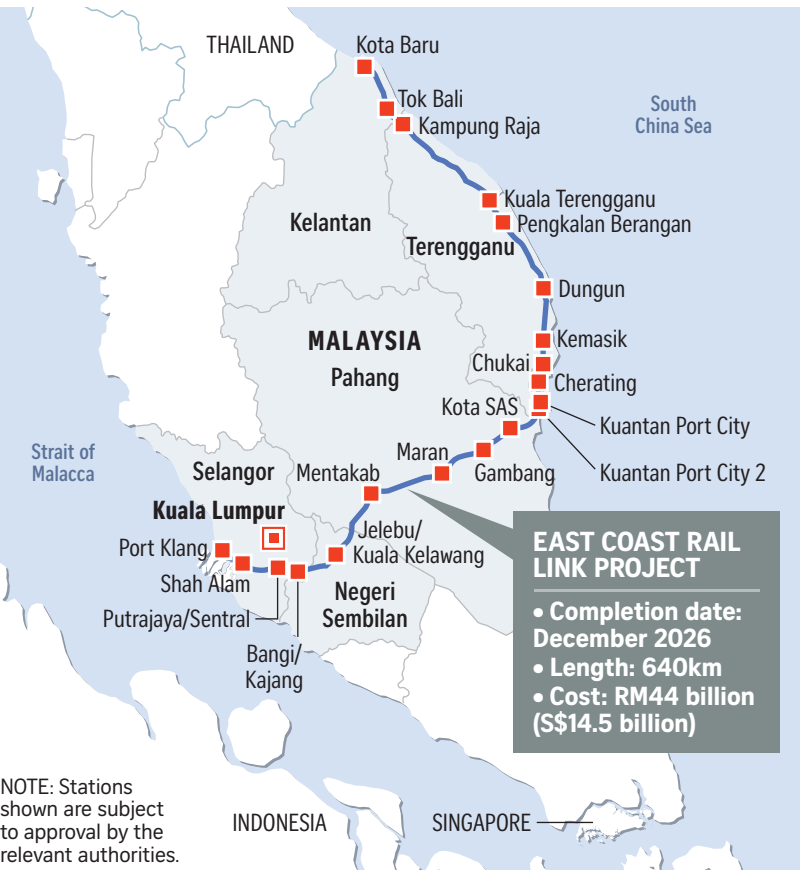 THAILAND
Kota Baru
Tok Bali
Kampung Raja
South
China Sea
Kuala Terengganu
Pengkalan Berangan
Kelantan
Terengganu
Dungun
MALAYSIA
Pahang
Kemasik
Chukai
Cherating
Kota SAS
Kuantan Port City
Kuantan Port City 2
Strait of
Malacca
Selangor
Mentakab
Maran
Gambang
Kuala Lumpur
Port Klang
Jelebu/
Kuala Kelawang
Shah Alam
Putrajaya/Sentral
Negeri
Sembilan
Bangi/
Kajang
EAST COAST RAIL
LINK PROJECT
• Completion date:
December 2026
• Length: 640km
• Cost: RM44 billion
(S$14.5 billion)
NOTE: Stations
shown are subject
to approval by the
relevant authorities.
INDONESIA
SINGAPORE